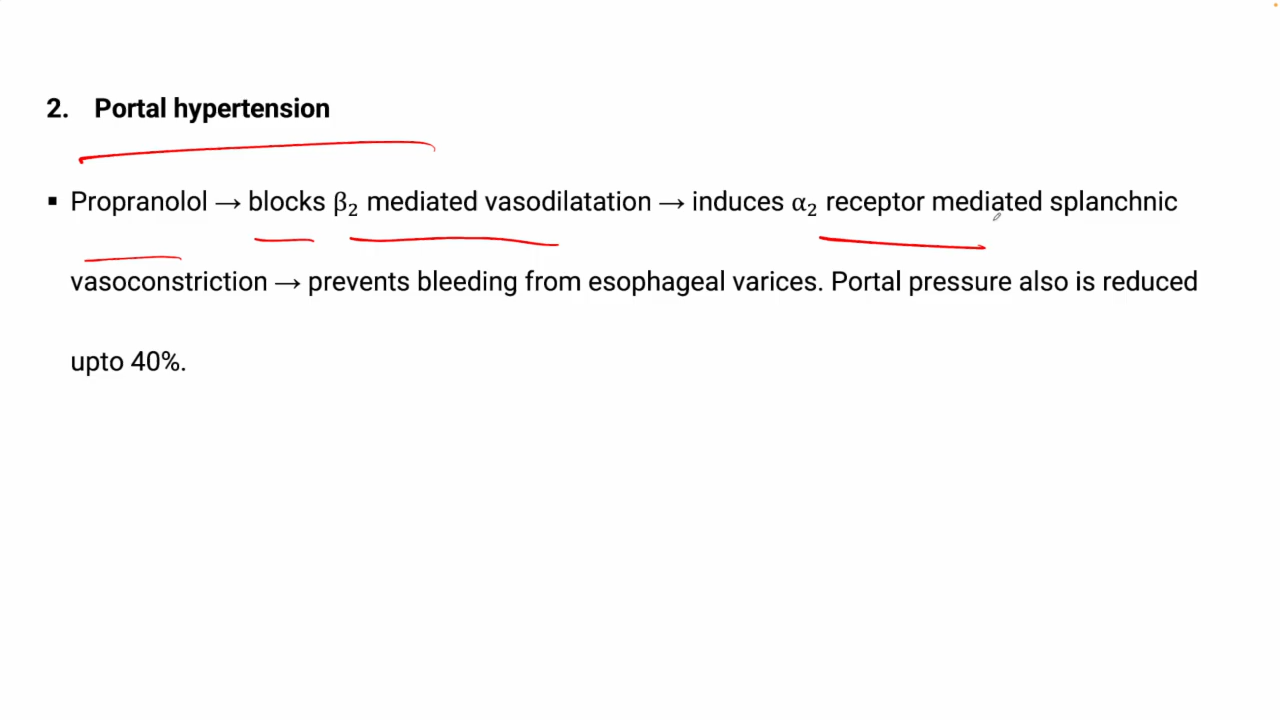 2. Portal hypertension
▪ Propranolol → blocks β₂ mediated vasodilatation → induces α₂ receptor mediated splanchnic
vasoconstriction → prevents bleeding from esophageal varices. Portal pressure also is reduced
upto 40%.